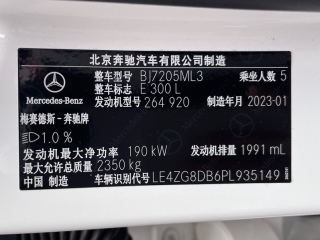 北京奔驰汽车有限公司制造
整车型号 BJ7205ML3 乘坐人数 5
整车标志 E 300 L
发动机型号 264 920 制造年月 2023-01
Mercedes-Benz
梅赛德斯-奔驰牌
1.0 %
发动机最大净功率 190 kW 发动机排量 1991 mL
最大允许总质量 2350 kg
中国 制造 车辆识别代号 LE4ZG8DB6PL935149